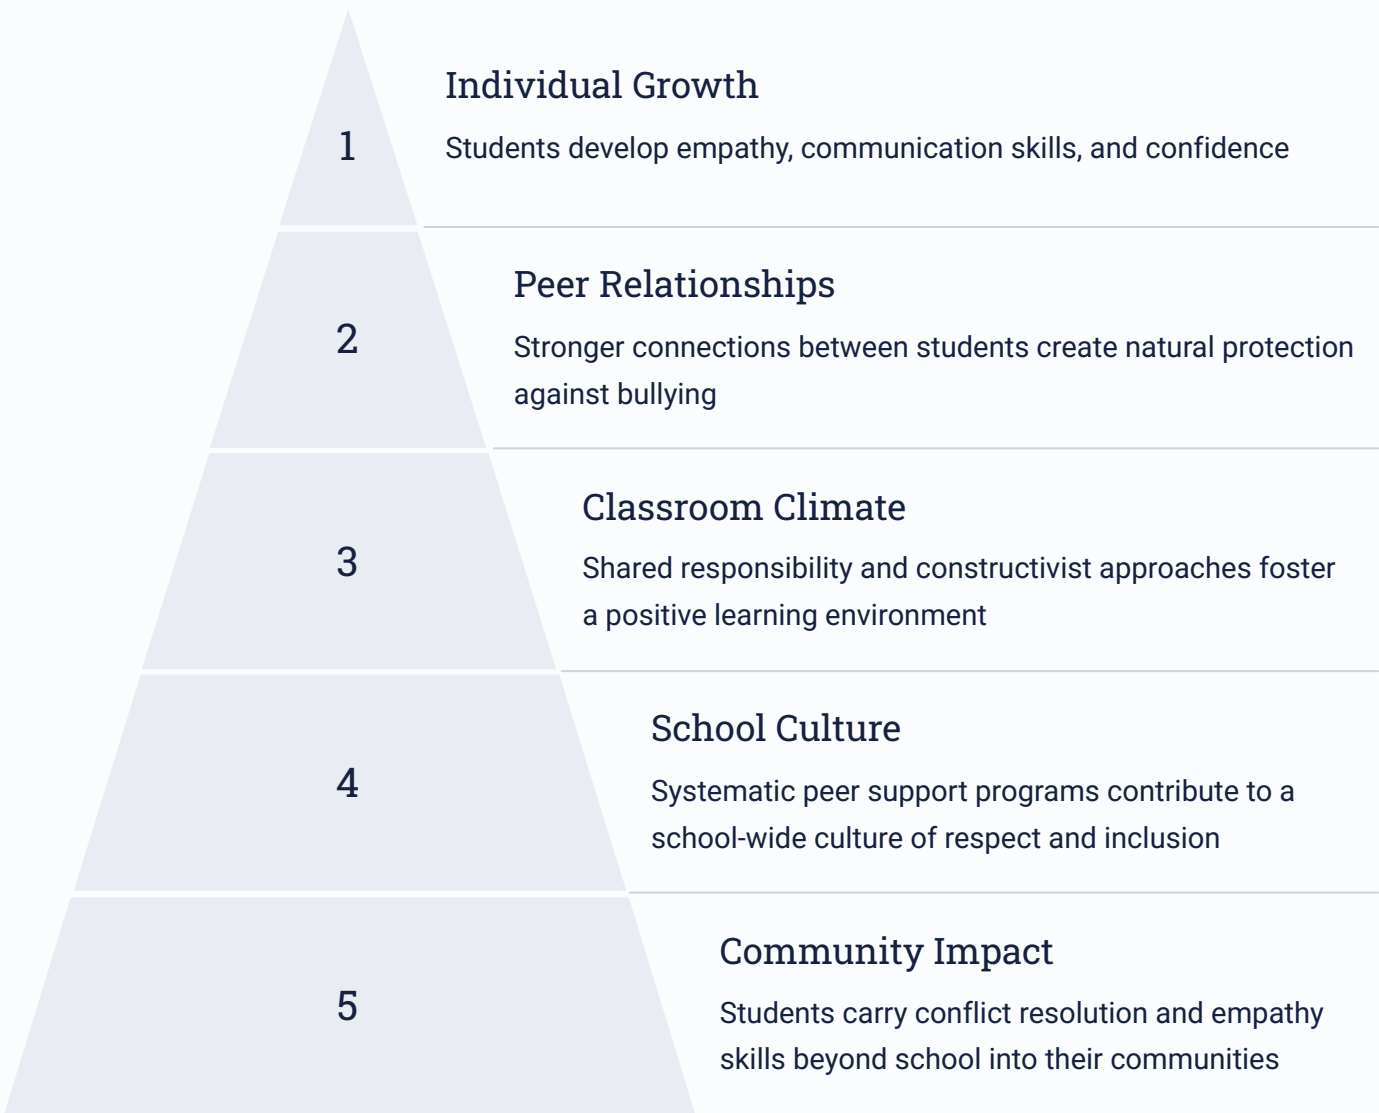 1
Individual Growth
Students develop empathy, communication skills, and confidence
2
Peer Relationships
Stronger connections between students create natural protection
against bullying
3
Classroom Climate
Shared responsibility and constructivist approaches foster
a positive learning environment
4
School Culture
Systematic peer support programs contribute to a
school-wide culture of respect and inclusion
5
Community Impact
Students carry conflict resolution and empathy
skills beyond school into their communities